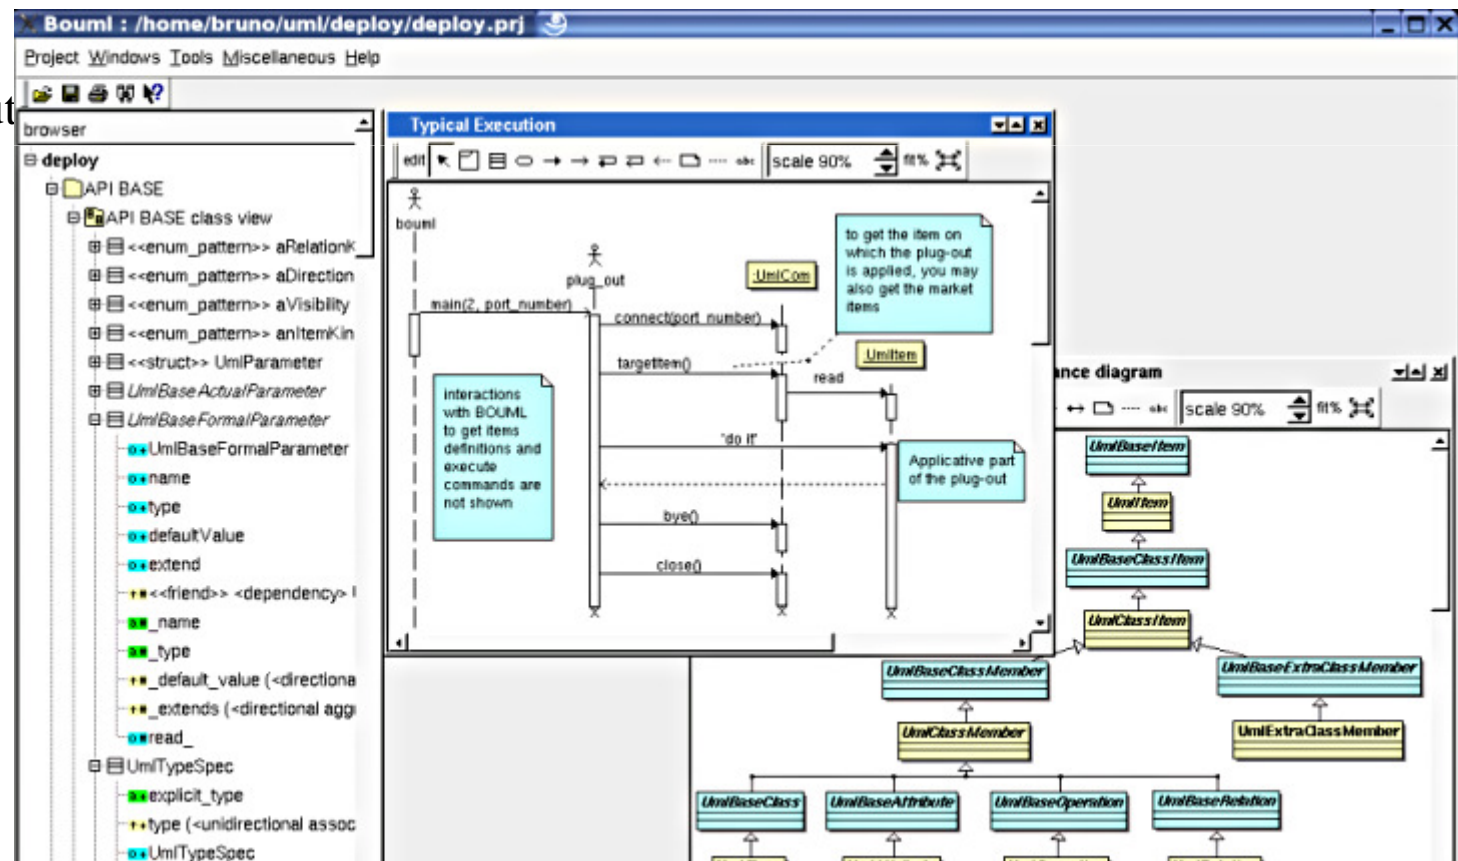 Bouml : /home/bruno/uml/deploy/deploy.prj
Project Windows Tools Miscellaneous Help
ut
browser
deploy
API BASE
API BASE class view
<<enum_pattern>> aRelationK
<<enum_pattern>> aDirection
<<enum_pattern>> aVisibility
<<enum_pattern>> anItemKin
<<struct>> UmlParameter
UmlBaseActualParameter
UmlBaseFormalParameter
UmlBaseFormalParameter
name
type
defaultValue
extend
<<friend>> <dependency>
_name
_type
_default_value (<directiona
_extends (<directional aggr
read_
UmlTypeSpec
explicit_type
type (<unidirectional assoc
UmlTypeSpec
Typical Execution
edit
abc
scale 90%
fit%
bouml
plug_out
:UmlCom
to get the item on
which the plug-out
is applied, you may
also get the market
items
main(2, port_number)
connect(port_number)
UmlItem
targetItem()
read
interactions
with BOUML
to get items
definitions and
execute
commands are
not shown
"do it"
Applicative part
of the plug-out
bye()
close()
ance diagram
abc
scale 90%
fit%
UmlBaseItem
UmlItem
UmlBaseClassItem
UmlClassItem
UmlBaseClassMember
UmlBaseExtraClassMember
UmlClassMember
UmlExtraClassMember
UmlBaseClass
UmlBaseAttribute
UmlBaseOperation
UmlBaseRelation